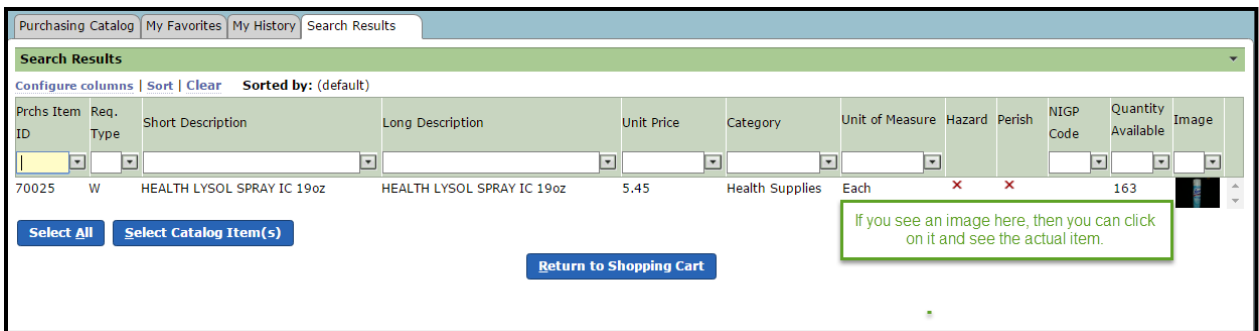 Purchasing Catalog My Favorites My History Search Results
Search Results
Configure columns | Sort | Clear Sorted by: (default)
Prchs Item ID Req. Type Short Description Long Description Unit Price Category Unit of Measure Hazard Perish NIGP Code Quantity Available Image
70025 W HEALTH LYSOL SPRAY IC 19oz HEALTH LYSOL SPRAY IC 19oz 5.45 Health Supplies Each 163
If you see an image here, then you can click
on it and see the actual item.
Select All Select Catalog Item(s)
Return to Shopping Cart